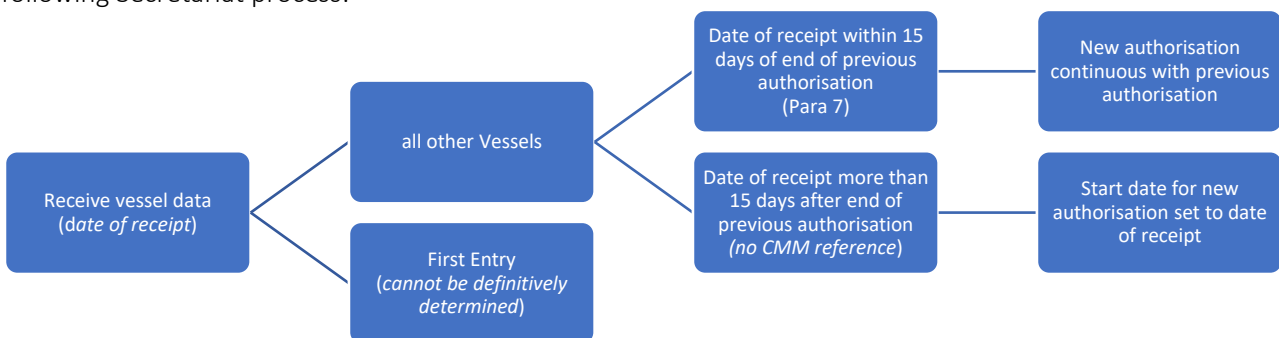 following Secretariat process:
Receive vessel data
(date of receipt)
all other Vessels
First Entry
(cannot be definitively
determined)
Date of receipt within 15
days of end of previous
authorisation
(Para 7)
New authorisation
continuous with previous
authorisation
Date of receipt more than
15 days after end of
previous authorisation
(no CMM reference)
Start date for new
authorisation set to date
of receipt